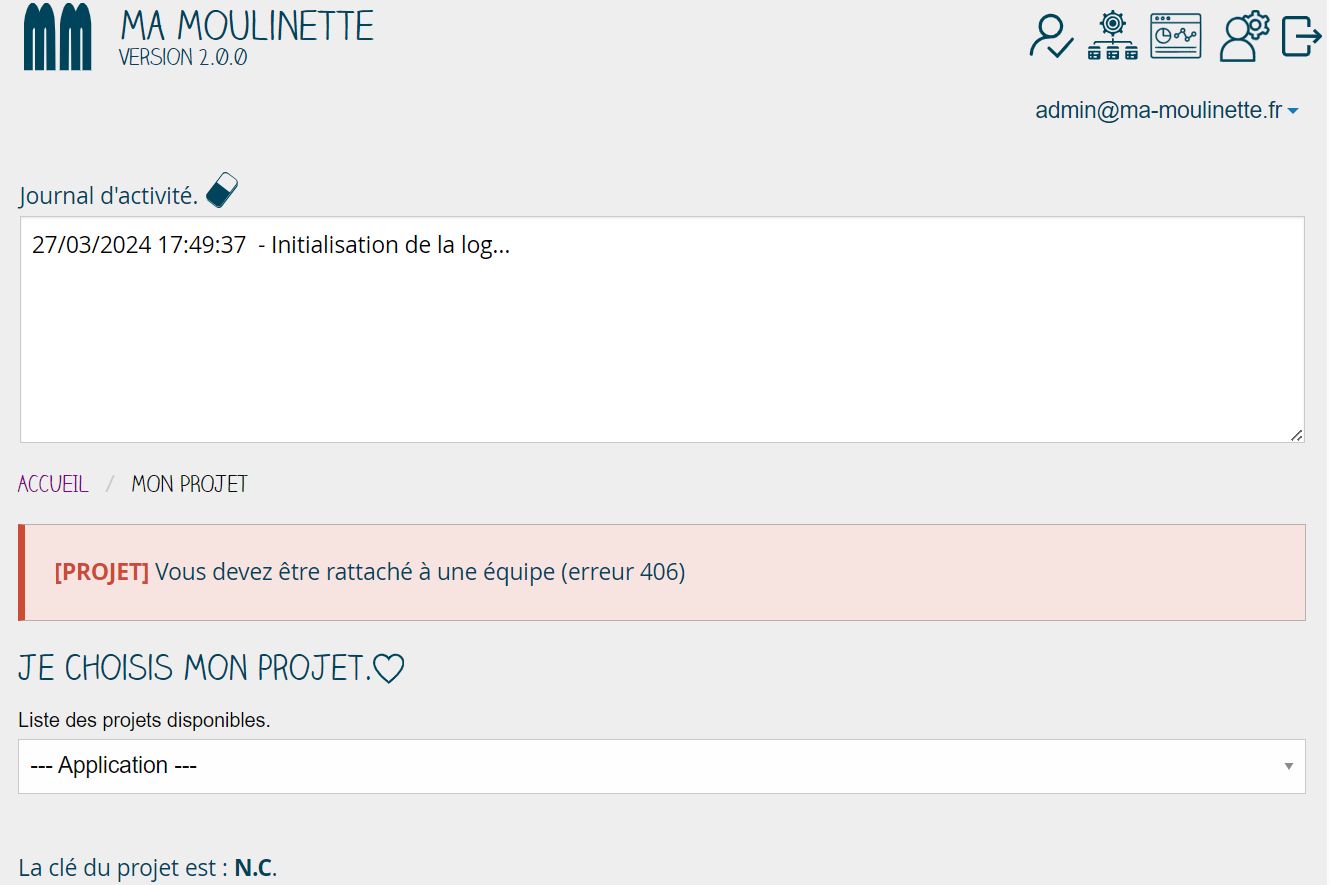 MA MOULINETTE
VERSION 2.0.0
admin@ma-moulinette.fr
Journal d'activité.
27/03/2024 17:49:37 - Initialisation de la log...
ACCUEIL / MON PROJET
[PROJET] Vous devez être rattaché à une équipe (erreur 406)
JE CHOISIS MON PROJET.
Liste des projets disponibles.
--- Application ---
La clé du projet est : N.C.